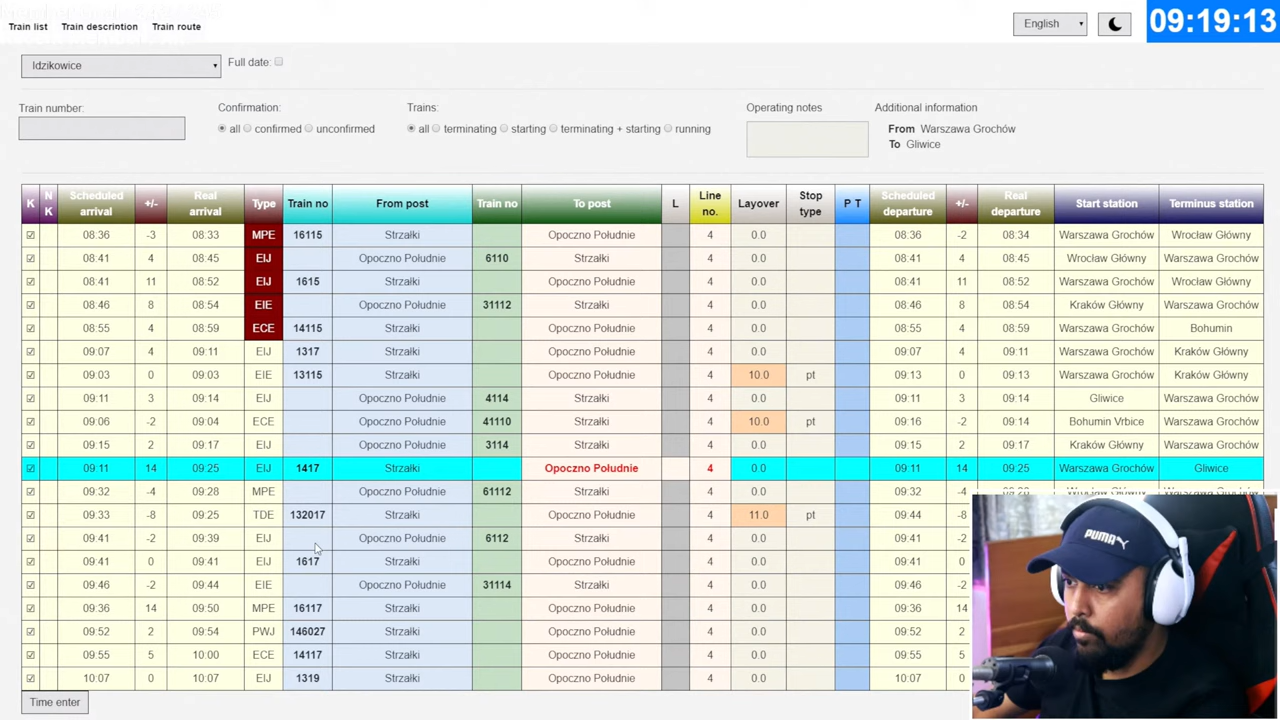 Train list Train description Train route English 09:19:13
Idzikowice Full date:
Train number: Confirmation: Trains: Operating notes Additional information
all confirmed unconfirmed all terminating starting terminating + starting running From Warszawa Grochów
To Gliwice
K N K Scheduled arrival +/- Real arrival Type Train no From post Train no To post L Line no. Layover Stop type P T Scheduled departure +/- Real departure Start station Terminus station
08:36 -3 08:33 MPE 16115 Strzałki Opoczno Południe 4 0.0 08:36 -2 08:34 Warszawa Grochów Wrocław Główny
08:41 4 08:45 EIJ Opoczno Południe 6110 Strzałki 4 0.0 08:41 4 08:45 Wrocław Główny Warszawa Grochów
08:41 11 08:52 EIJ 1615 Strzałki Opoczno Południe 4 0.0 08:41 11 08:52 Warszawa Grochów Wrocław Główny
08:46 8 08:54 EIE Opoczno Południe 31112 Strzałki 4 0.0 08:46 8 08:54 Kraków Główny Warszawa Grochów
08:55 4 08:59 ECE 14115 Strzałki Opoczno Południe 4 0.0 08:55 4 08:59 Warszawa Grochów Bohumin
09:07 4 09:11 EIJ 1317 Strzałki Opoczno Południe 4 0.0 09:07 4 09:11 Warszawa Grochów Kraków Główny
09:03 0 09:03 EIE 13115 Strzałki Opoczno Południe 4 10.0 pt 09:13 0 09:13 Warszawa Grochów Kraków Główny
09:11 3 09:14 EIJ Opoczno Południe 4114 Strzałki 4 0.0 09:11 3 09:14 Gliwice Warszawa Grochów
09:06 -2 09:04 ECE Opoczno Południe 41110 Strzałki 4 10.0 pt 09:16 -2 09:14 Bohumin Vrbice Warszawa Grochów
09:15 2 09:17 EIJ Opoczno Południe 3114 Strzałki 4 0.0 09:15 2 09:17 Kraków Główny Warszawa Grochów
09:11 14 09:25 EIJ 1417 Strzałki Opoczno Południe 4 0.0 09:11 14 09:25 Warszawa Grochów Gliwice
09:32 -4 09:28 MPE Opoczno Południe 61112 Strzałki 4 0.0 09:32 -4
09:33 -8 09:25 TDE 132017 Strzałki Opoczno Południe 4 11.0 pt 09:44 -8
09:41 -2 09:39 EIJ Opoczno Południe 6112 Strzałki 4 0.0 09:41 -2
09:41 0 09:41 EIJ 1617 Strzałki Opoczno Południe 4 0.0 09:41 0
09:46 -2 09:44 EIE Opoczno Południe 31114 Strzałki 4 0.0 09:46 -2
09:36 14 09:50 MPE 16117 Strzałki Opoczno Południe 4 0.0 09:36 14
09:52 2 09:54 PWJ 146027 Strzałki Opoczno Południe 4 0.0 09:52 2
09:55 5 10:00 ECE 14117 Strzałki Opoczno Południe 4 0.0 09:55 5
10:07 0 10:07 EIJ 1319 Strzałki Opoczno Południe 4 0.0 10:07 0
Time enter
PUMA